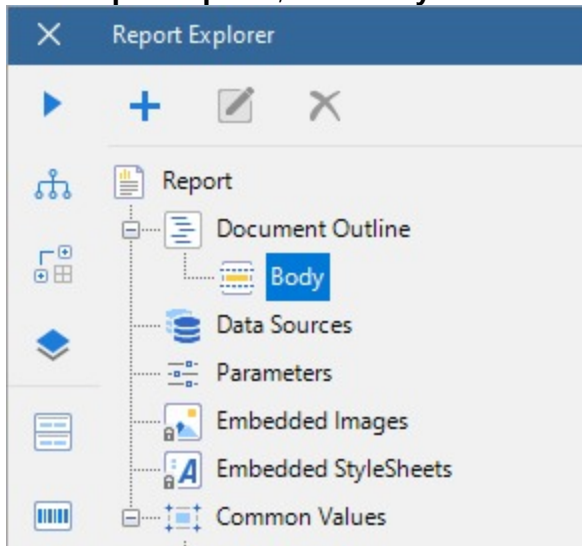 Report Explorer
Report
Document Outline
Body
Data Sources
Parameters
Embedded Images
Embedded StyleSheets
Common Values